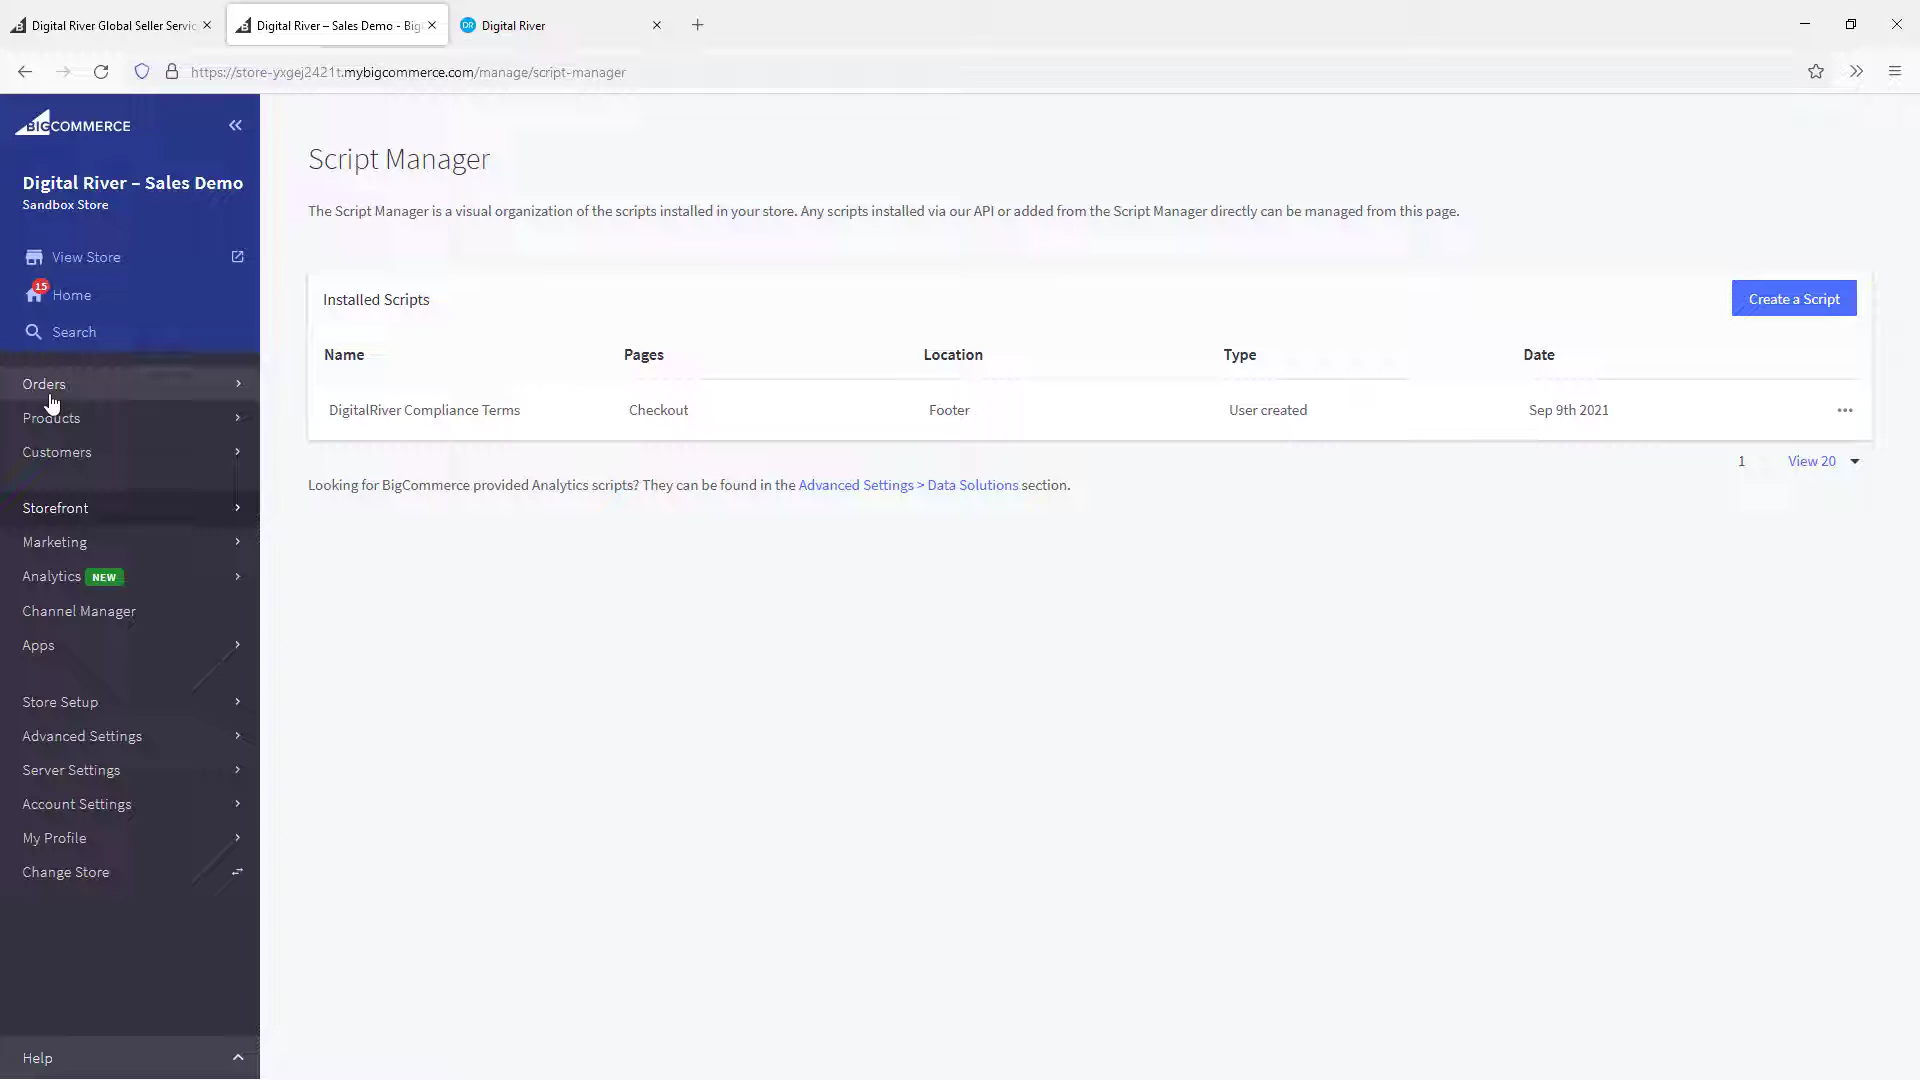 Digital River Global Seller Servic
Digital River – Sales Demo - Big
DR
Digital River
https://store-yxgej2421t.mybigcommerce.com/manage/script-manager
BIGCOMMERCE
Digital River – Sales Demo
Sandbox Store
View Store
15
Home
Search
Orders
Products
Customers
Storefront
Marketing
Analytics NEW
Channel Manager
Apps
Store Setup
Advanced Settings
Server Settings
Account Settings
My Profile
Change Store
Help
Script Manager
The Script Manager is a visual organization of the scripts installed in your store. Any scripts installed via our API or added from the Script Manager directly can be managed from this page.
Installed Scripts
Create a Script
Name Pages Location Type Date
DigitalRiver Compliance Terms Checkout Footer User created Sep 9th 2021
1 View 20
Looking for BigCommerce provided Analytics scripts? They can be found in the Advanced Settings > Data Solutions section.